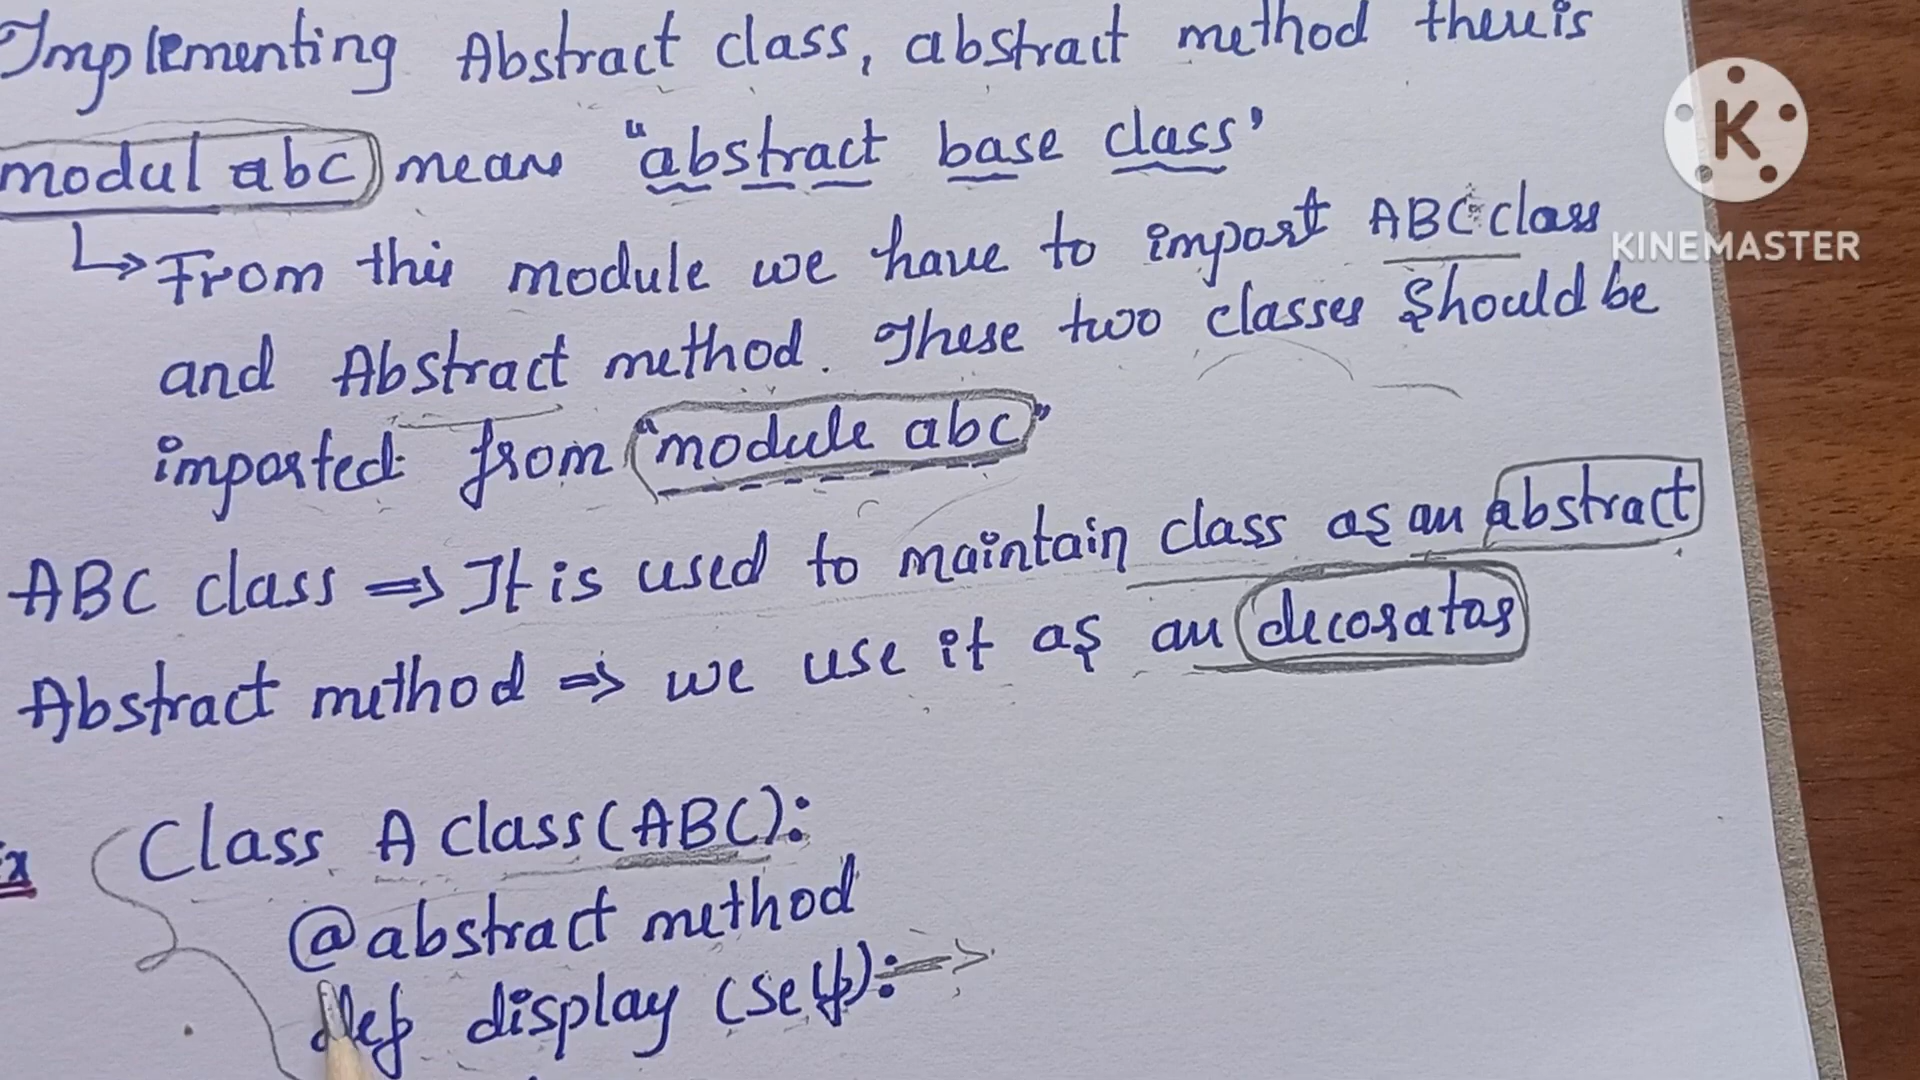 Implementing Abstract class, abstract method there is
modul abc means "abstract base class'
K
→ From this module we have to import ABC class
KINEMASTER
and Abstract method. These two classes should be
imported from "module abc"
ABC class ⇒ It is used to maintain class as an abstract
Abstract method ⇒ we use it as an decorator
Ex Class A class(ABC):
@abstract method
def display (self): ⇒